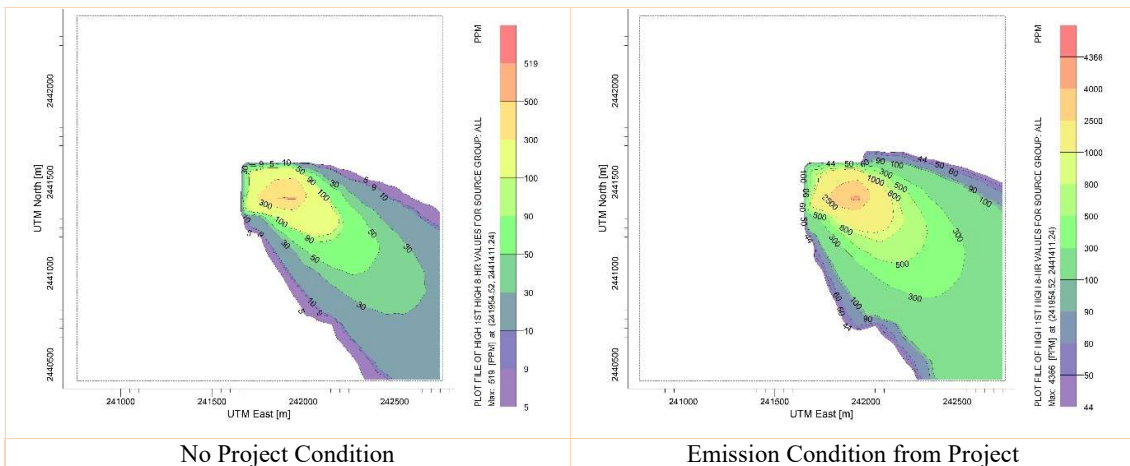 PPM
519
500
300
100
90
50
30
10
9
5
PLOT FILE OF HIGH 1ST HIGH 8-HR VALUES FOR SOURCE GROUP: ALL
Max: 519 [PPM] at (241954.52, 2441411.24)
UTM North [m]
2442000
2441500
2441000
2440500
241000 241500 242000 242500
UTM East [m]
No Project Condition
PPM
4366
4000
2500
1000
800
500
300
100
90
60
50
44
PLOT FILE OF HIGH 1ST HIGH 8-HR VALUES FOR SOURCE GROUP: ALL
Max: 4366 [PPM] at (241954.52, 2441411.24)
UTM North [m]
2442000
2441500
2441000
2440500
241000 241500 242000 242500
UTM East [m]
Emission Condition from Project